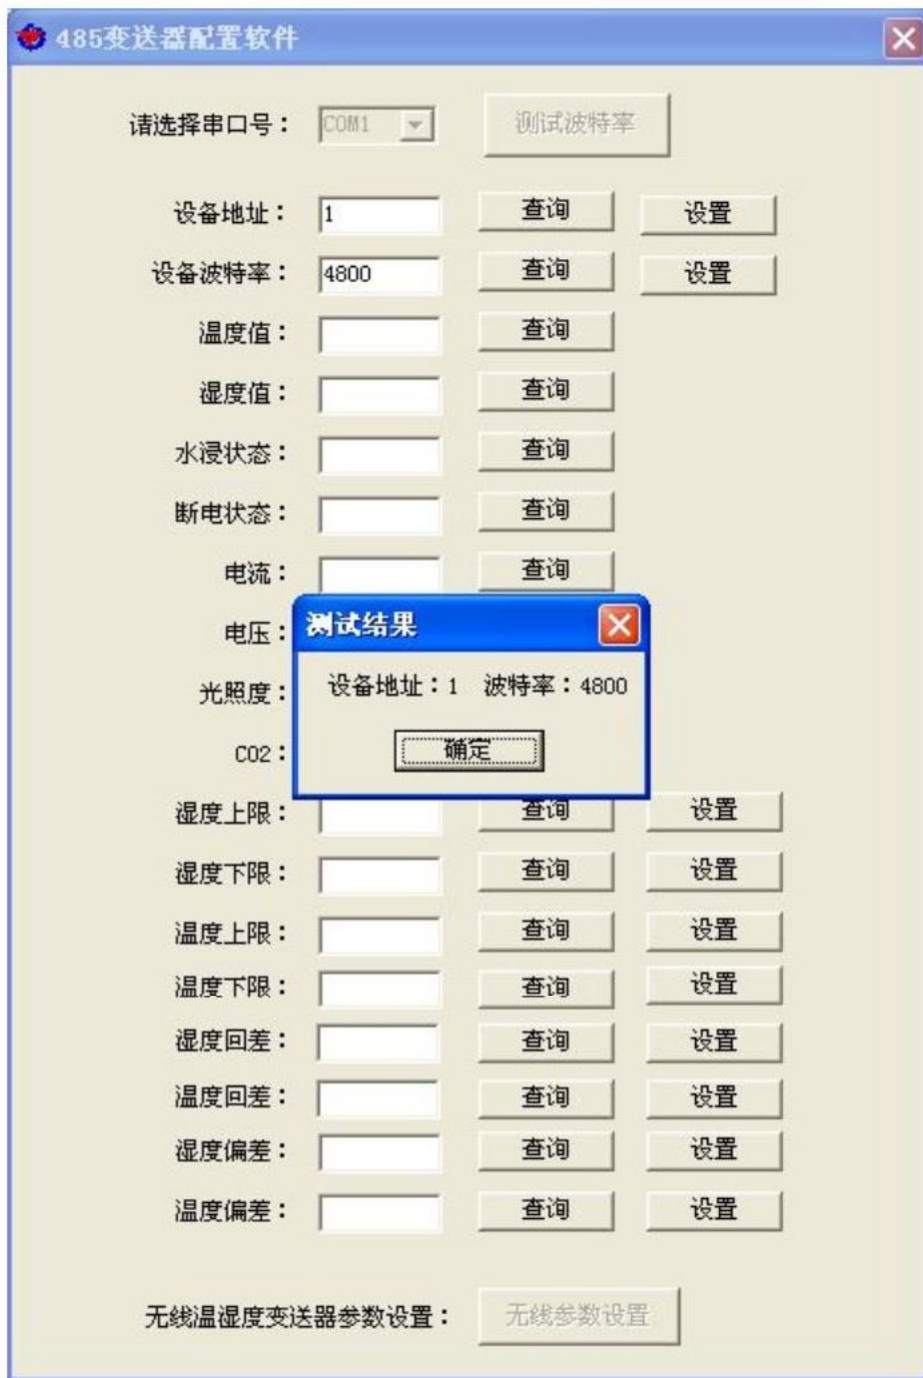 485变送器配置软件
请选择串口号： COM1 测试波特率
设备地址： 1 查询 设置
设备波特率： 4800 查询 设置
温度值： 查询
湿度值： 查询
水浸状态： 查询
断电状态： 查询
电流： 查询
电压：
测试结果
光照度：
设备地址：1 波特率：4800
CO2：
确定
湿度上限： 查询 设置
湿度下限： 查询 设置
温度上限： 查询 设置
温度下限： 查询 设置
湿度回差： 查询 设置
温度回差： 查询 设置
湿度偏差： 查询 设置
温度偏差： 查询 设置
无线温湿度变送器参数设置： 无线参数设置